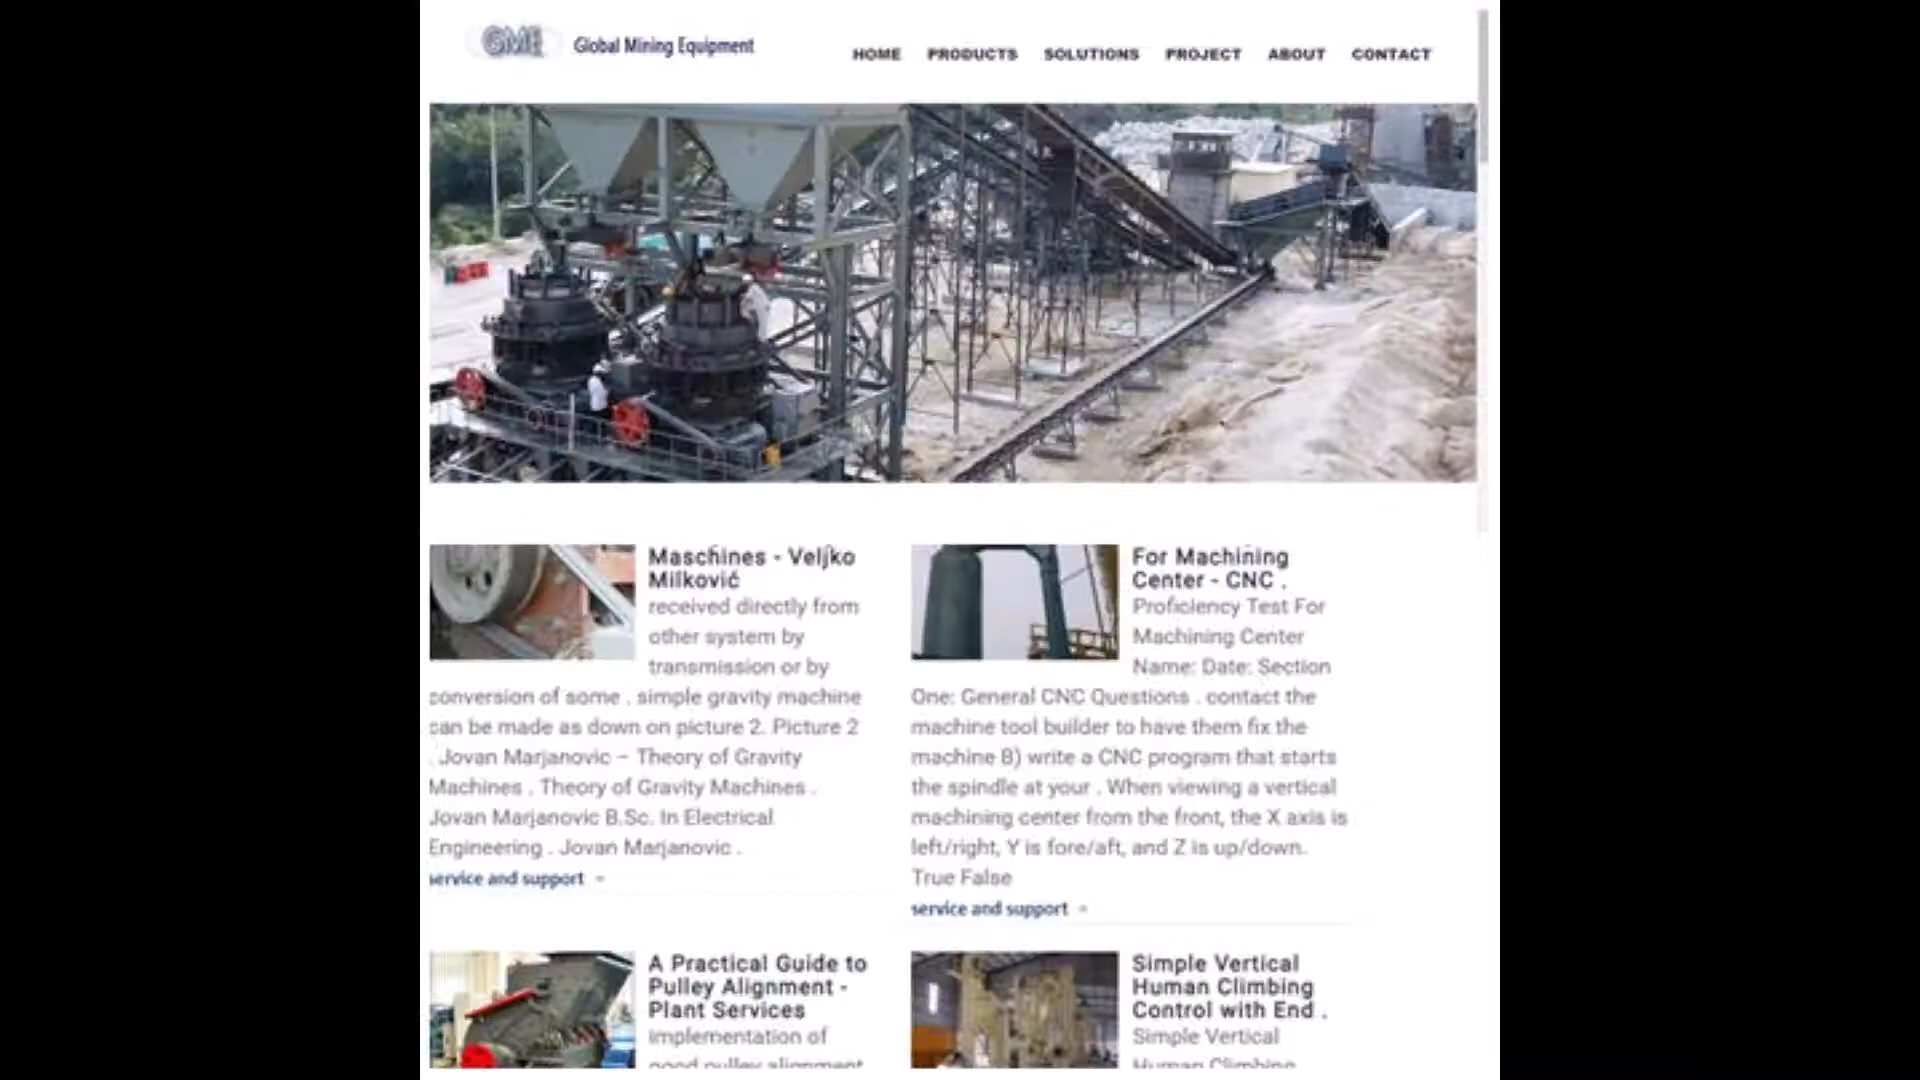 GME Global Mining Equipment
HOME PRODUCTS SOLUTIONS PROJECT ABOUT CONTACT
Maschines - Veljko
Milković
received directly from
other system by
transmission or by
conversion of some . simple gravity machine
can be made as down on picture 2. Picture 2
. Jovan Marjanovic – Theory of Gravity
Machines . Theory of Gravity Machines .
Jovan Marjanovic B.Sc. In Electrical
Engineering . Jovan Marjanovic .
service and support
For Machining
Center - CNC .
Proficiency Test For
Machining Center
Name: Date: Section
One: General CNC Questions . contact the
machine tool builder to have them fix the
machine B) write a CNC program that starts
the spindle at your . When viewing a vertical
machining center from the front, the X axis is
left/right, Y is fore/aft, and Z is up/down.
True False
service and support
A Practical Guide to
Pulley Alignment -
Plant Services
Implementation of
good pulley alignment
Simple Vertical
Human Climbing
Control with End .
Simple Vertical
Human Climbing